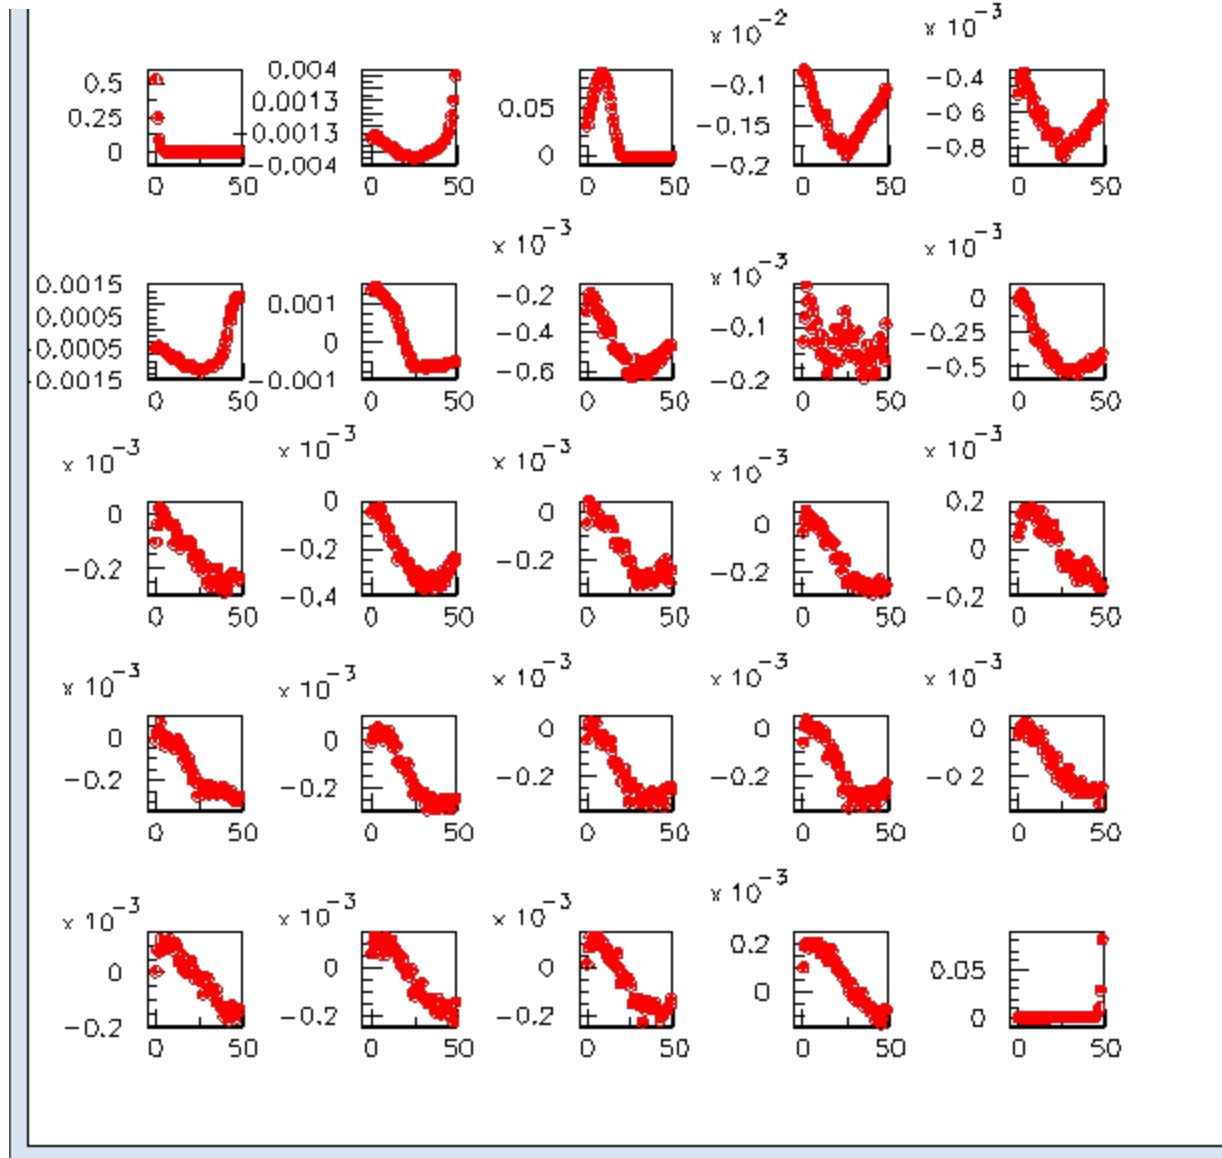 × 10⁻² × 10⁻³
0.5 0.004 0.05 −0.1 −0.4
0.25 0.0013 −0.15 −0.6
0 −0.0013 0 −0.2 −0.8
−0.004
0 50 0 50 0 50 0 50 0 50
× 10⁻³ × 10⁻³ × 10⁻³
0.0015 0.001 −0.2 −0.1 0
0.0005 0 −0.4 −0.2 −0.25
−0.0005 −0.001 −0.6 −0.5
−0.0015
0 50 0 50 0 50 0 50 0 50
× 10⁻³ × 10⁻³ × 10⁻³ × 10⁻³ × 10⁻³
0 0 0 0 0.2
−0.2 −0.2 −0.2 −0.2 0
−0.4 −0.2
0 50 0 50 0 50 0 50 0 50
× 10⁻³ × 10⁻³ × 10⁻³ × 10⁻³ × 10⁻³
0 0 0 0 0
−0.2 −0.2 −0.2 −0.2 −0.2
0 50 0 50 0 50 0 50 0 50
× 10⁻³ × 10⁻³ × 10⁻³ × 10⁻³
0 0 0 0.2 0.05
−0.2 −0.2 −0.2 0 0
0 50 0 50 0 50 0 50 0 50